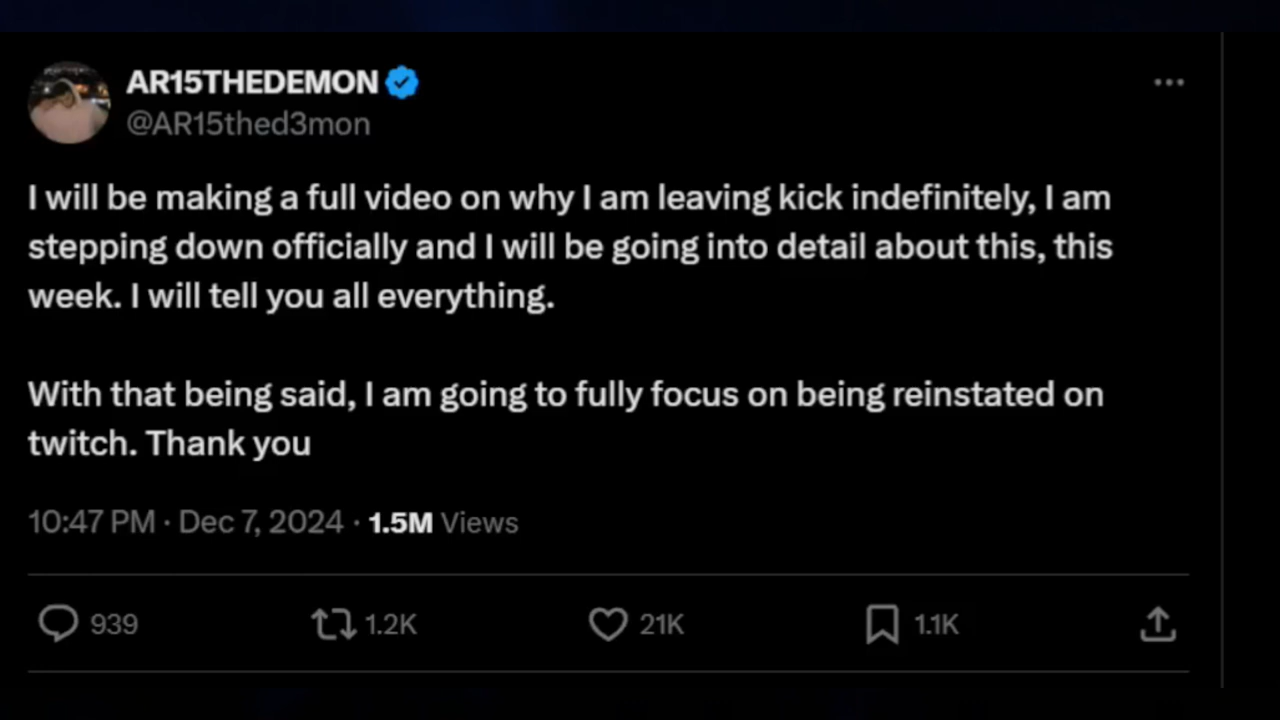 AR15THEDEMON
@AR15thed3mon
I will be making a full video on why I am leaving kick indefinitely, I am
stepping down officially and I will be going into detail about this, this
week. I will tell you all everything.
With that being said, I am going to fully focus on being reinstated on
twitch. Thank you
10:47 PM · Dec 7, 2024 · 1.5M Views
939 1.2K 21K 1.1K